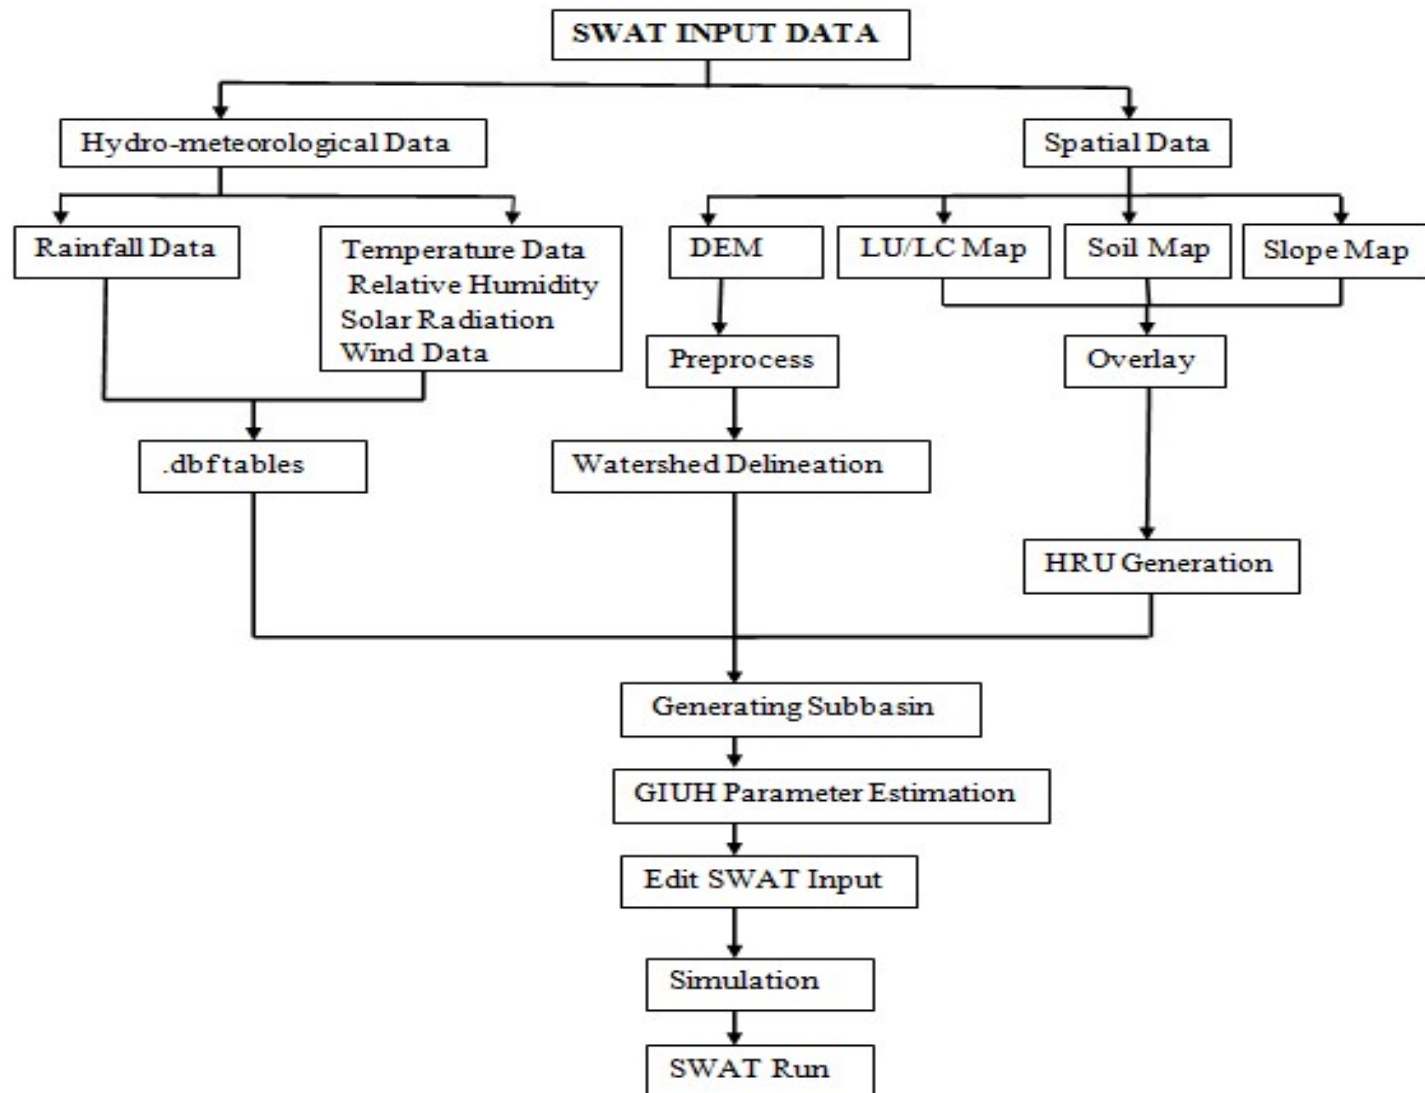 SWAT INPUT DATA
Hydro-meteorological Data
Spatial Data
Rainfall Data
Temperature Data
Relative Humidity
Solar Radiation
Wind Data
DEM
LU/LC Map
Soil Map
Slope Map
Preprocess
Overlay
.dbf tables
Watershed Delineation
HRU Generation
Generating Subbasin
GIUH Parameter Estimation
Edit SWAT Input
Simulation
SWAT Run